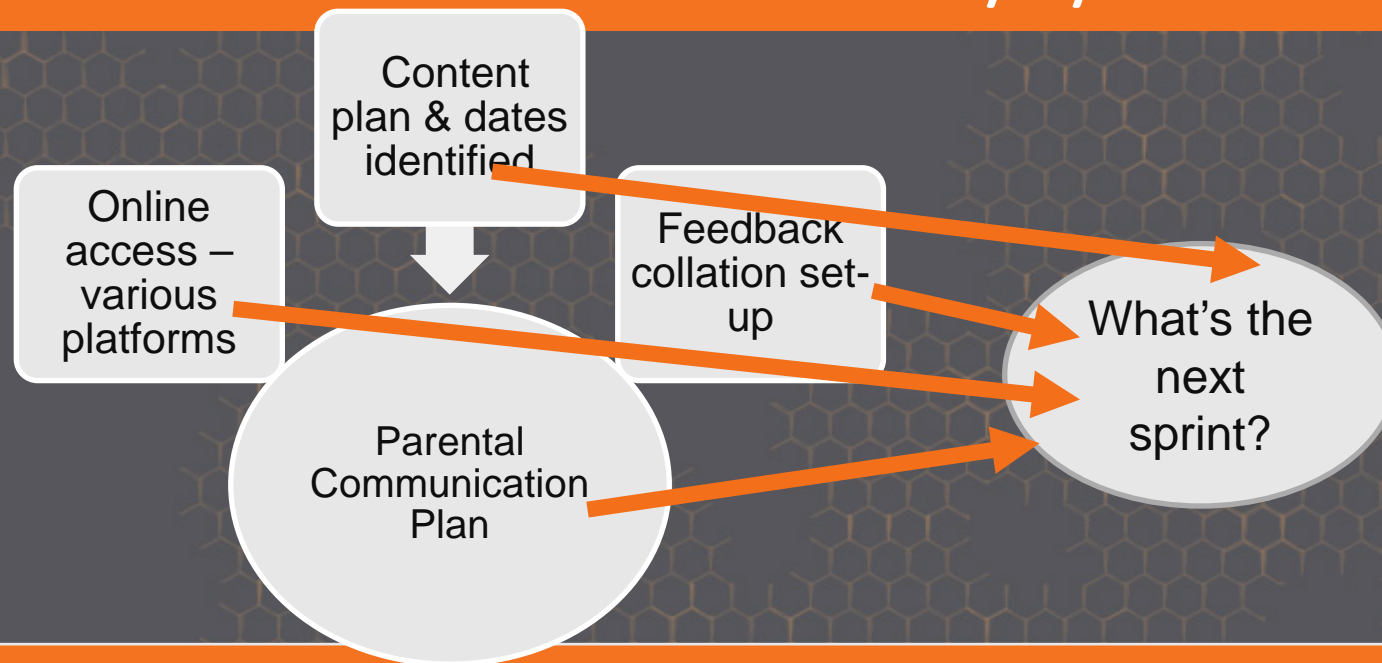 Content
plan & dates
identified
Online
access –
various
platforms
Feedback
collation set-
up
Parental
Communication
Plan
What's the
next
sprint?